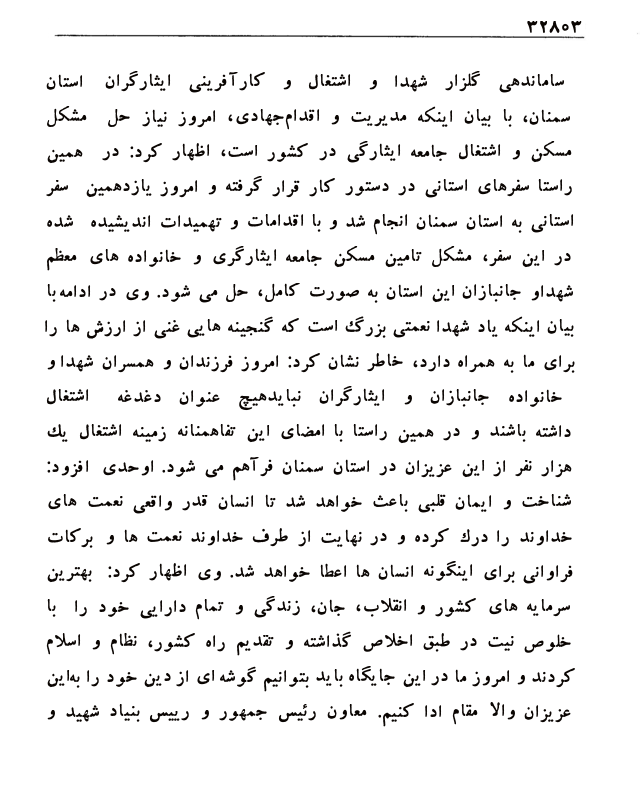 ۳۲۸۰۳
ساماندهی گلزار شهدا و اشتغال و کارآفرینی ایثارگران استان
سمنان، با بیان اینکه مدیریت و اقدام‌جهادی، امروز نیاز حل مشکل
مسکن و اشتغال جامعه ایثارگی در کشور است، اظهار کرد: در همین
راستا سفرهای استانی در دستور کار قرار گرفته و امروز یازدهمین سفر
استانی به استان سمنان انجام شد و با اقدامات و تمهیدات اندیشیده شده
در این سفر، مشکل تامین مسکن جامعه ایثارگری و خانواده های معظم
شهداو جانبازان این استان به صورت کامل، حل می شود. وی در ادامه با
بیان اینکه یاد شهدا نعمتی بزرگ است که گنجینه هایی غنی از ارزش ها را
برای ما به همراه دارد، خاطر نشان کرد: امروز فرزندان و همسران شهدا و
خانواده جانبازان و ایثارگران نبایدهیچ عنوان دغدغه اشتغال
داشته باشند و در همین راستا با امضای این تفاهمنانه زمینه اشتغال یك
هزار نفر از این عزیزان در استان سمنان فرآهم می شود. اوحدی افزود:
شناخت و ایمان قلبی باعث خواهد شد تا انسان قدر واقعی نعمت های
خداوند را درك کرده و در نهایت از طرف خداوند نعمت ها و برکات
فراوانی برای اینگونه انسان ها اعطا خواهد شد. وی اظهار کرد: بهترین
سرمایه های کشور و انقلاب، جان، زندگی و تمام دارایی خود را با
خلوص نیت در طبق اخلاص گذاشته و تقدیم راه کشور، نظام و اسلام
کردند و امروز ما در این جایگاه باید بتوانیم گوشه ای از دین خود را به‌این
عزیزان والا مقام ادا کنیم. معاون رئیس جمهور و رییس بنیاد شهید و